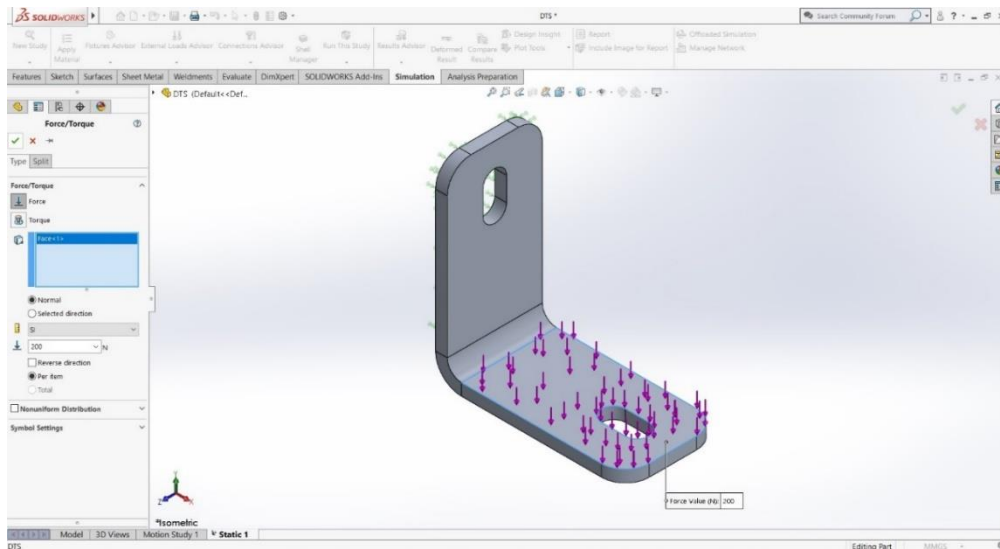 SOLIDWORKS
DTS *
Search Community Forum
New Study
Apply Material
Fixtures Advisor
External Loads Advisor
Connections Advisor
Shell Manager
Run This Study
Results Advisor
Deformed Result
Compare Results
Design Insight
Plot Tools
Report
Include Image for Report
Offloaded Simulation
Manage Network
Features
Sketch
Surfaces
Sheet Metal
Weldments
Evaluate
DimXpert
SOLIDWORKS Add-Ins
Simulation
Analysis Preparation
DTS (Default<<Def...
Force/Torque
Type
Split
Force/Torque
Force
Torque
Face<1>
Normal
Selected direction
SI
200
N
Reverse direction
Per item
Total
Nonuniform Distribution
Symbol Settings
Force Value (N): 200
Y
Z
X
*Isometric
Model
3D Views
Motion Study 1
Static 1
DTS
Editing Part
MMGS